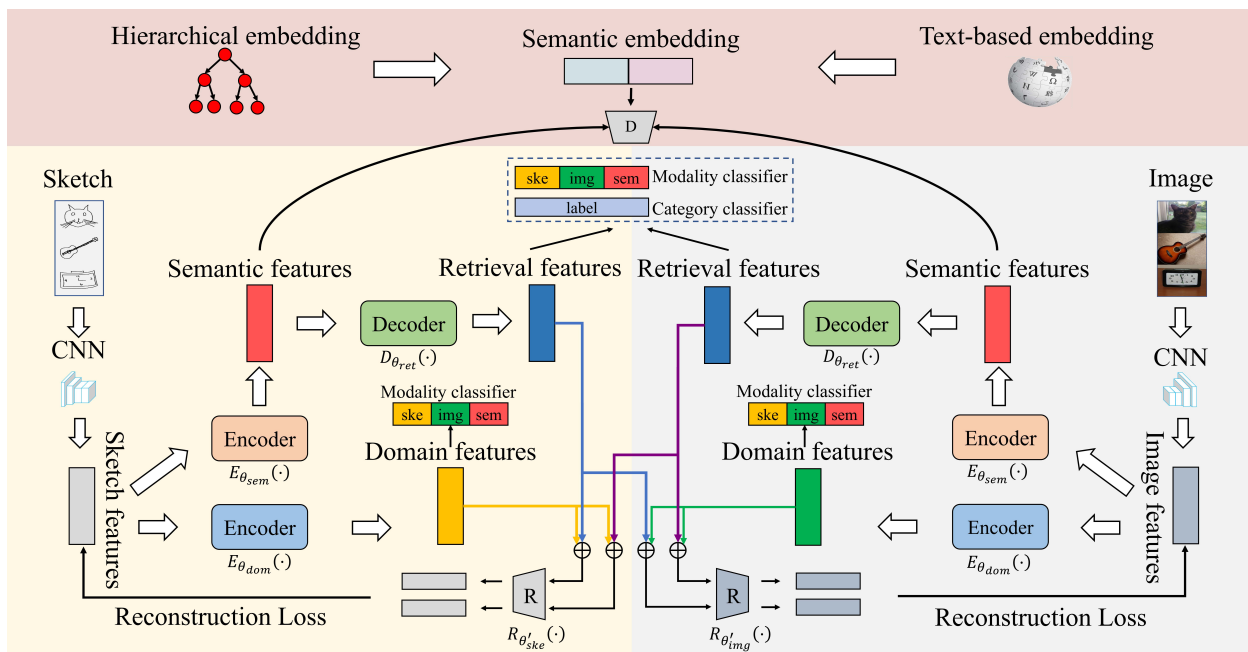 Hierarchical embedding
Semantic embedding
Text-based embedding
D
Sketch
Image
ske img sem Modality classifier
label Category classifier
Semantic features
Retrieval features
Retrieval features
Semantic features
CNN
Decoder
Decoder
CNN
D_{θ_{ret}}(·)
D_{θ_{ret}}(·)
Modality classifier
ske img sem
Modality classifier
ske img sem
Encoder
E_{θ_{sem}}(·)
Encoder
E_{θ_{sem}}(·)
Sketch features
Domain features
Domain features
Image features
Encoder
E_{θ_{dom}}(·)
Encoder
E_{θ_{dom}}(·)
R
R
R_{θ'_{ske}}(·)
R_{θ'_{img}}(·)
Reconstruction Loss
Reconstruction Loss